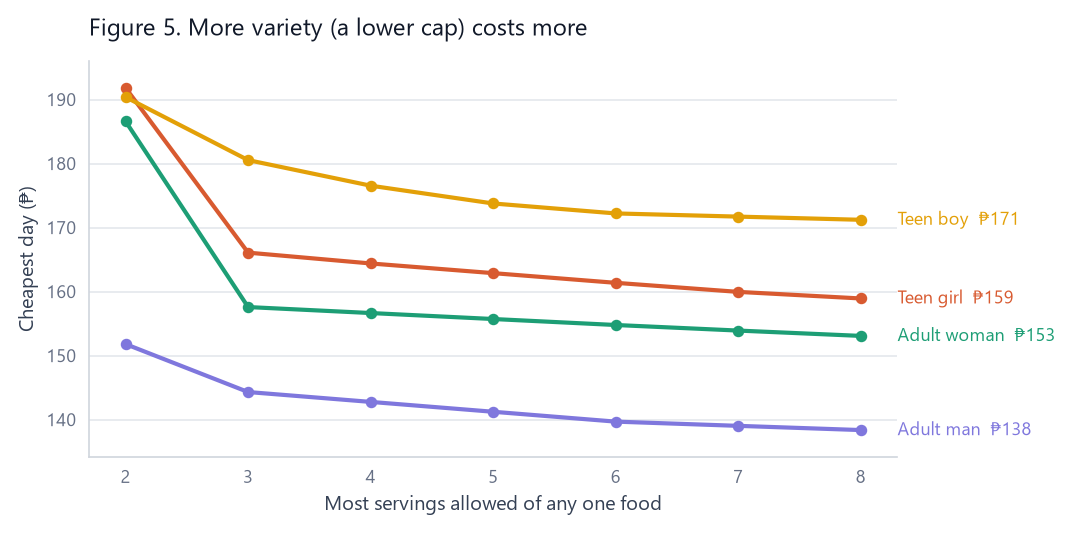 Figure 5. More variety (a lower cap) costs more
190
180
170
160
150
140
Cheapest day (₱)
2 3 4 5 6 7 8
Most servings allowed of any one food
Teen boy ₱171
Teen girl ₱159
Adult woman ₱153
Adult man ₱138